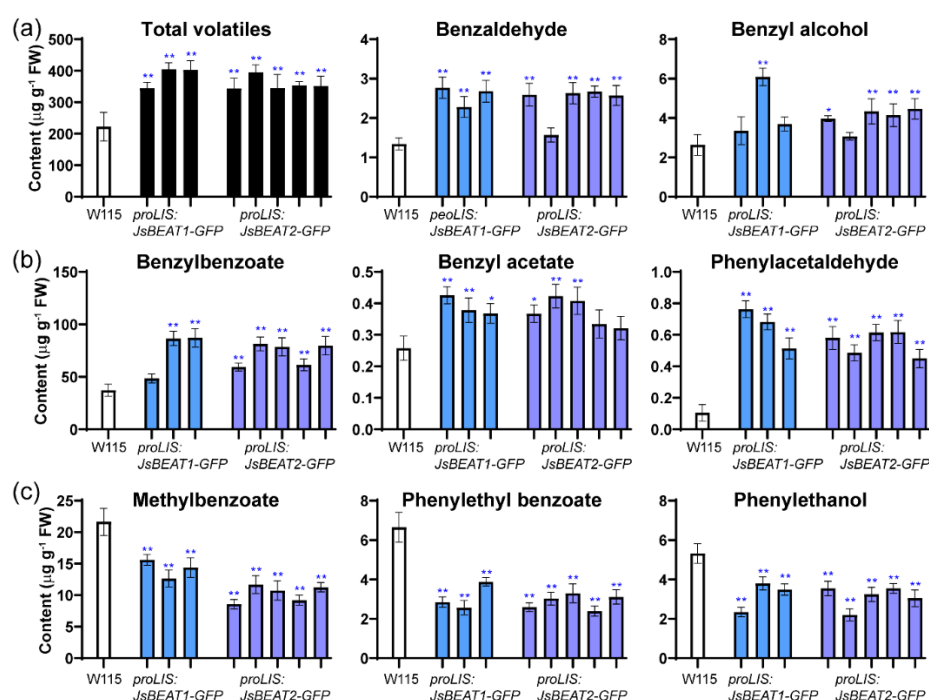 (a)
Total volatiles
Content (µg g⁻¹ FW)
500
400
300
200
100
0
** ** ** ** ** ** ** **
W115 proLIS: proLIS:
JsBEAT1-GFP JsBEAT2-GFP
Benzaldehyde
4
3
2
1
0
** ** ** ** ** ** **
W115 peoLIS: proLIS:
JsBEAT1-GFP JsBEAT2-GFP
Benzyl alcohol
8
6
4
2
0
** * ** ** **
W115 proLIS: proLIS:
JsBEAT1-GFP JsBEAT2-GFP
(b)
Benzylbenzoate
Content (µg g⁻¹ FW)
150
100
50
0
** ** ** ** ** ** **
W115 proLIS: proLIS:
JsBEAT1-GFP JsBEAT2-GFP
Benzyl acetate
0.5
0.4
0.3
0.2
0.1
0.0
** ** * * ** **
W115 proLIS: proLIS:
JsBEAT1-GFP JsBEAT2-GFP
Phenylacetaldehyde
1.0
0.8
0.6
0.4
0.2
0.0
** ** ** ** ** ** ** **
W115 proLIS: proLIS:
JsBEAT1-GFP JsBEAT2-GFP
(c)
Methylbenzoate
Content (µg g⁻¹ FW)
25
20
15
10
5
0
** ** ** ** ** ** ** **
W115 proLIS: proLIS:
JsBEAT1-GFP JsBEAT2-GFP
Phenylethyl benzoate
8
6
4
2
0
** ** ** ** ** ** ** **
W115 proLIS: proLIS:
JsBEAT1-GFP JsBEAT2-GFP
Phenylethanol
8
6
4
2
0
** ** ** ** ** ** ** **
W115 proLIS: proLIS:
JsBEAT1-GFP JsBEAT2-GFP